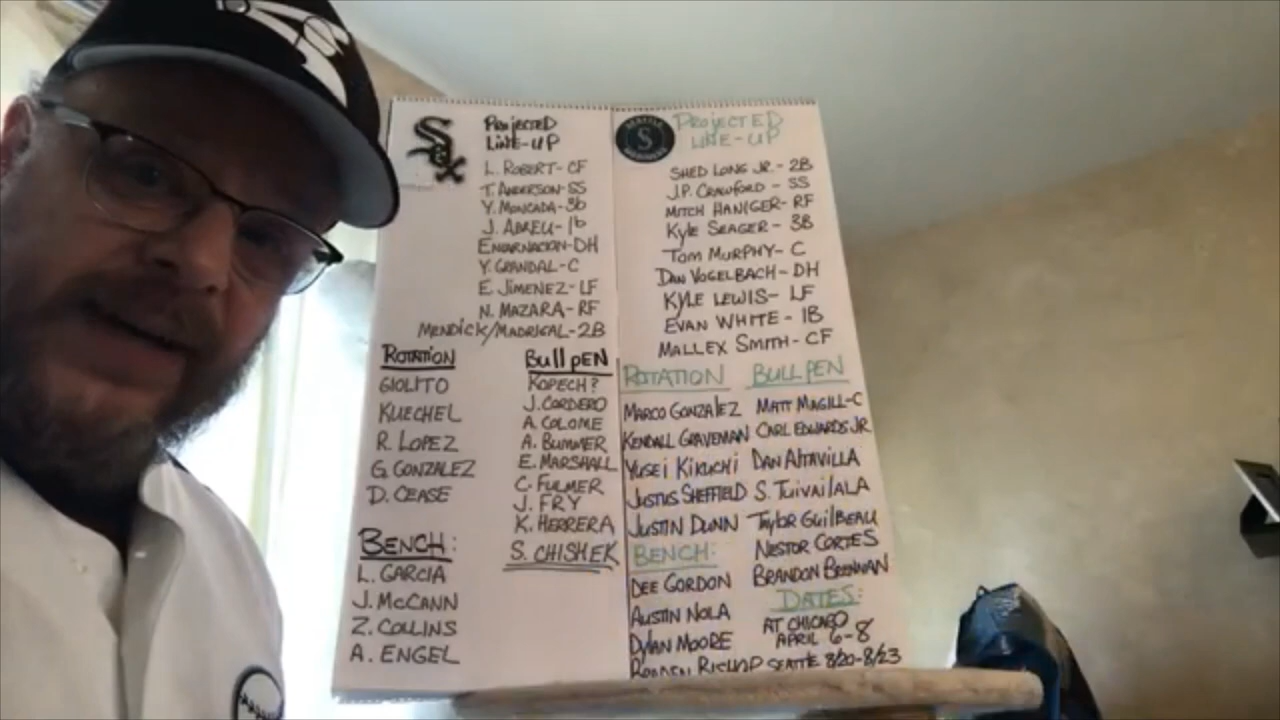 Sox
PROJECTED
LINE-UP
L. ROBERT- CF
T. ANDERSON-SS
Y. MONCADA-3b
J. ABREU-1b
ENCARNACION-DH
Y. GRANDAL-C
E. JIMENEZ-LF
N. MAZARA-RF
MENDICK/MADRIGAL-2B
ROTATION
GIOLITO
KUECHEL
R. LOPEZ
G. GONZALEZ
D. CEASE
BENCH:
L. GARCIA
J. McCANN
Z. COLLINS
A. ENGEL
BullpEN
KOPECH?
J. CORDERO
A. COLOME
A. BUMMER
E. MARSHALL
C. FULMER
J. FRY
K. HERRERA
S. CHISHEK
S
PROJECTED
LINE-UP
SHED LONG JR.- 2B
J.P. CRAWFORD - SS
MITCH HANIGER- RF
Kyle SEAGER - 3B
TOM MURPHY- C
DAN VOGELBACH- DH
KYLE LEWIS- LF
EVAN WHITE - 1B
MALLEX SMITH- CF
ROTATION
MARCO GONZALEZ
KENDALL GRAVEMAN
YUSEI KIKUCHI
JUSTUS SHEFFIELD
JUSTIN DUNN
BENCH:
DEE GORDON
AUSTIN NOLA
DYLAN MOORE
BRADEN BISHOP
BULLPEN
MATT MAGILL-C
CARL EDWARDS JR
DAN AltAVILLA
S. TUIVAILALA
TAYlOR GUILBEAU
NESTOR CORTES
BRANDON BRENNAN
DATES:
AT CHICAGO
APRIL 6-8
SEATTLE 8/20-8/23